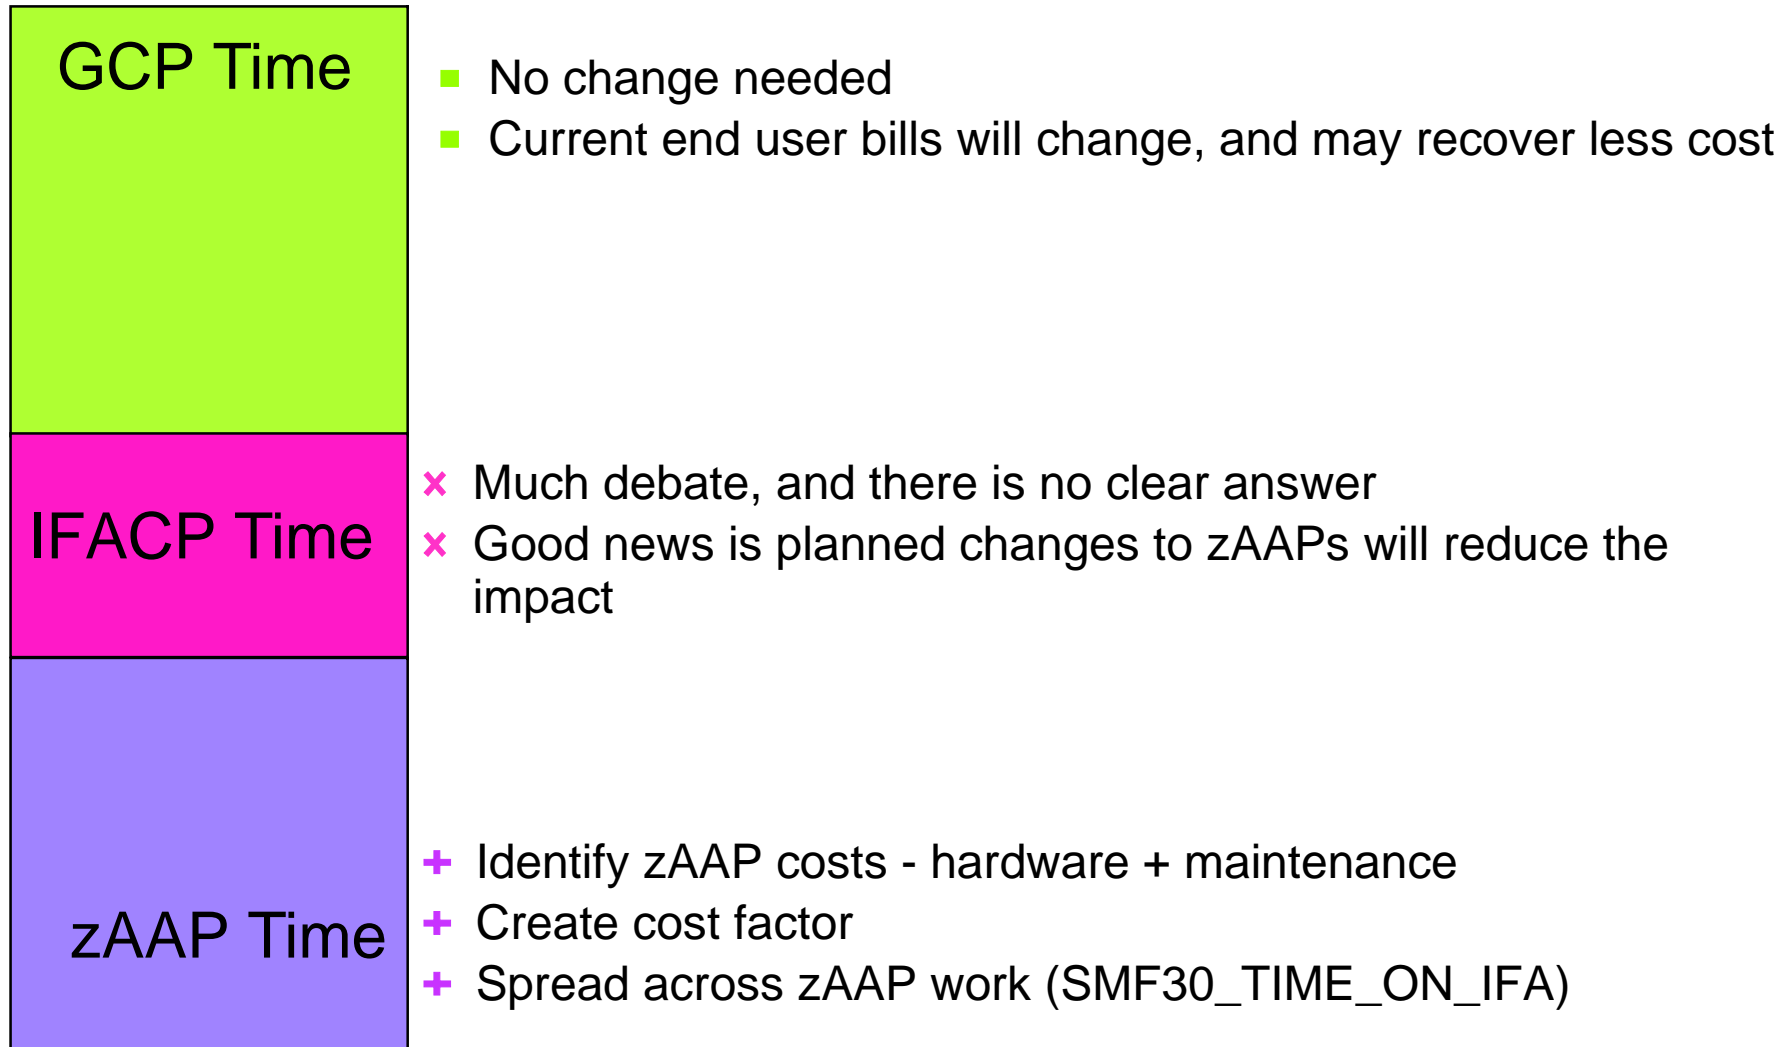 GCP Time
No change needed
Current end user bills will change, and may recover less cost
IFACP Time
Much debate, and there is no clear answer
Good news is planned changes to zAAPs will reduce the
impact
zAAP Time
Identify zAAP costs - hardware + maintenance
Create cost factor
Spread across zAAP work (SMF30_TIME_ON_IFA)